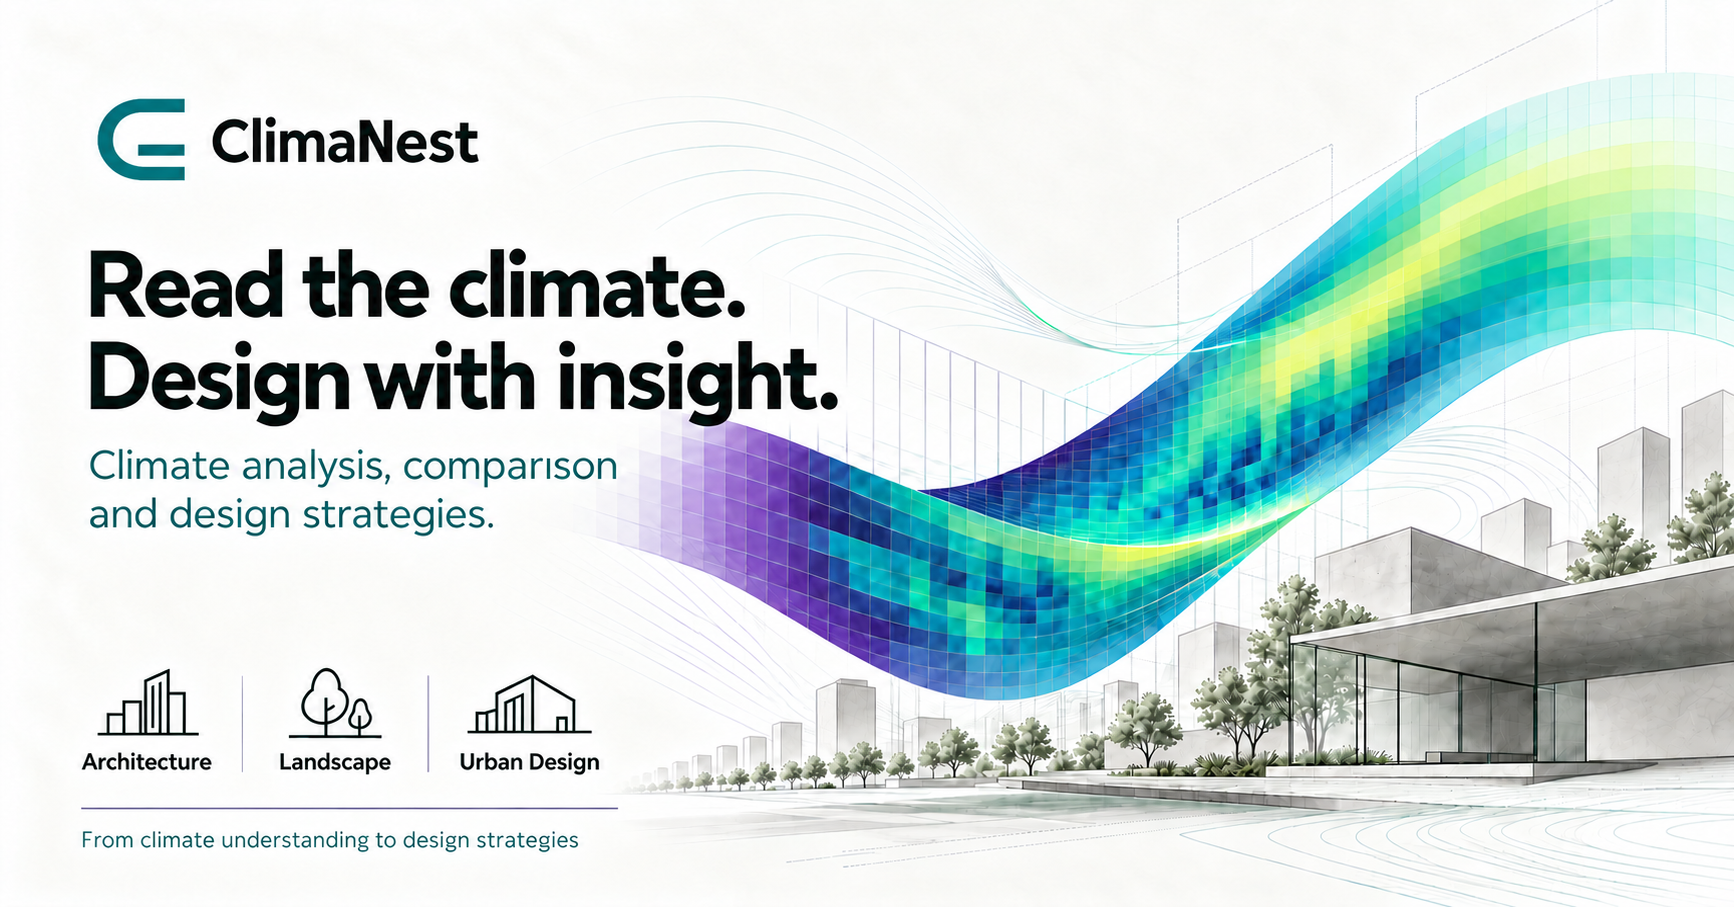 ClimaNest
Read the climate.
Design with insight.
Climate analysis, comparıson
and design strategies.
Architecture
Landscape
Urban Design
From climate understanding to design strategies